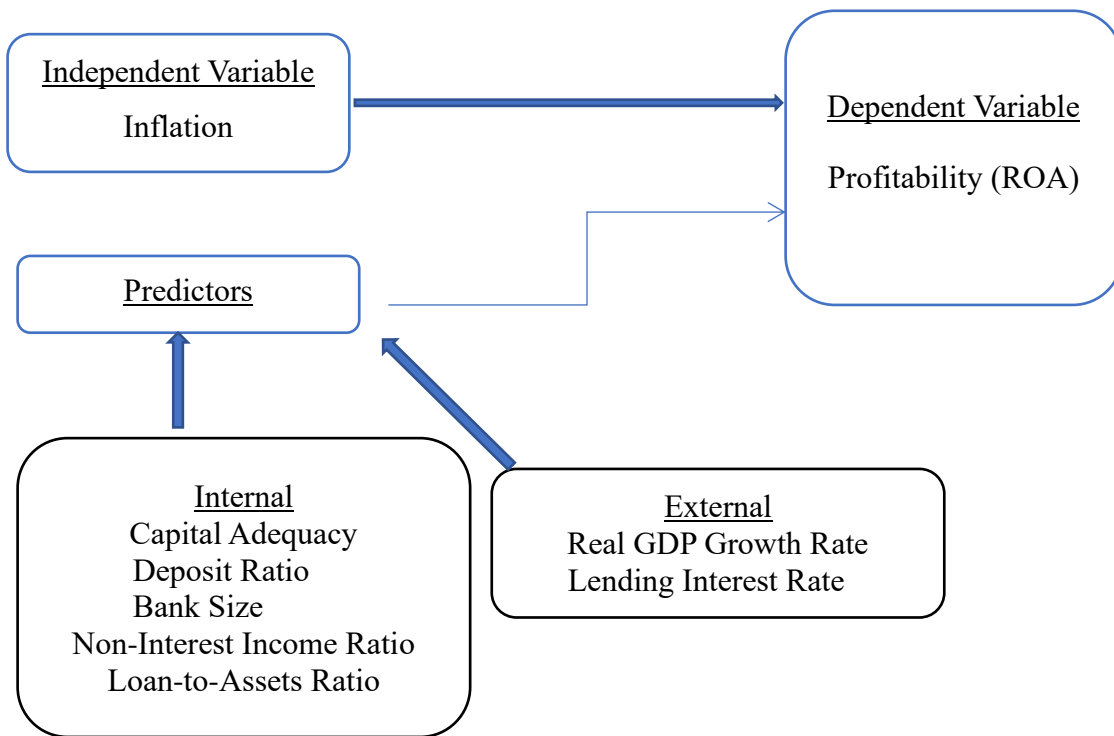 Independent Variable
Inflation
Dependent Variable
Profitability (ROA)
Predictors
Internal
Capital Adequacy
Deposit Ratio
Bank Size
Non-Interest Income Ratio
Loan-to-Assets Ratio
External
Real GDP Growth Rate
Lending Interest Rate